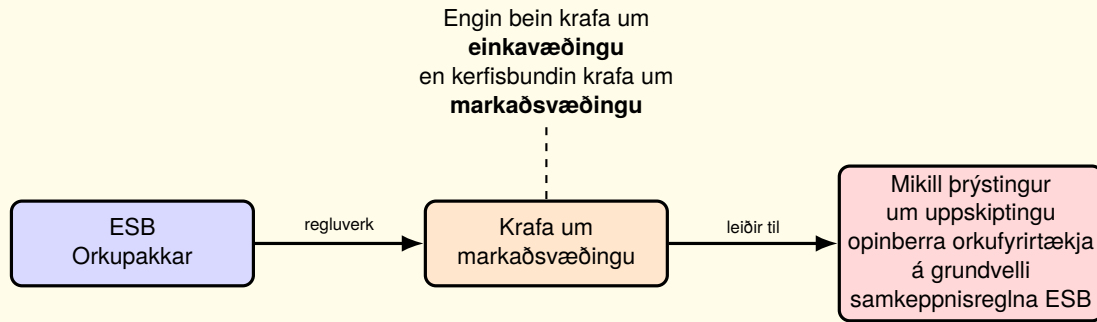 Engin bein krafa um
einkavæðingu
en kerfisbundin krafa um
markaðsvæðingu
ESB
Orkupakkar
regluverk
Krafa um
markaðsvæðingu
leiðir til
Mikill þrýstingur
um uppskiptingu
opinberra orkufyrirtækja
á grundvelli
samkeppnisreglna ESB